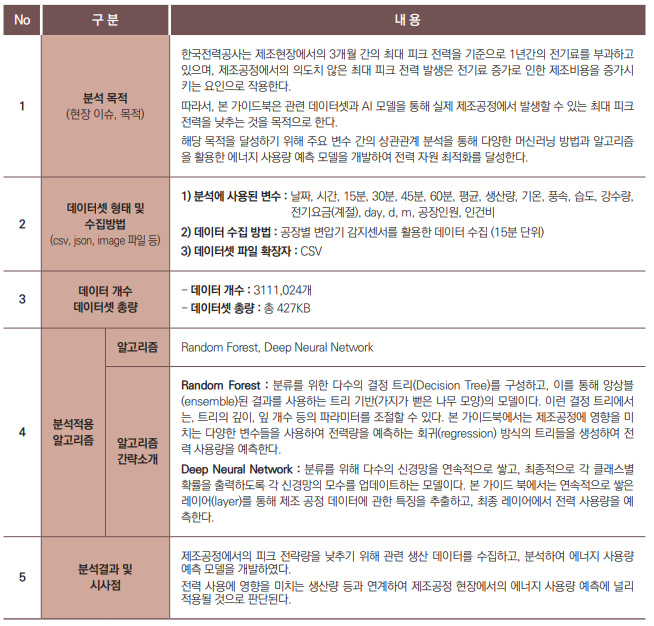 No 구 분 내 용
1
분석 목적
(현장 이슈, 목적)
한국전력공사는 제조현장에서의 3개월 간의 최대 피크 전력을 기준으로 1년간의 전기료를 부과하고
있으며, 제조공정에서의 의도치 않은 최대 피크 전력 발생은 전기료 증가로 인한 제조비용을 증가시
키는 요인으로 작용한다.
따라서, 본 가이드북은 관련 데이터셋과 AI 모델을 통해 실제 제조공정에서 발생할 수 있는 최대 피크
전력을 낮추는 것을 목적으로 한다.
해당 목적을 달성하기 위해 주요 변수 간의 상관관계 분석을 통해 다양한 머신러닝 방법과 알고리즘
을 활용한 에너지 사용량 예측 모델을 개발하여 전력 자원 최적화를 달성한다.
2
데이터셋 형태 및
수집방법
(csv, json, image 파일 등)
1) 분석에 사용된 변수 : 날짜, 시간, 15분, 30분, 45분, 60분, 평균, 생산량, 기온, 풍속, 습도, 강수량,
전기요금(계절), day, d, m, 공장인원, 인건비
2) 데이터 수집 방법 : 공장별 변압기 감지센서를 활용한 데이터 수집 (15분 단위)
3) 데이터셋 파일 확장자 : CSV
3
데이터 개수
데이터셋 총량
- 데이터 개수 : 3111,024개
- 데이터셋 총량 : 총 427KB
4
분석적용
알고리즘
알고리즘
Random Forest, Deep Neural Network
알고리즘
간략소개
Random Forest : 분류를 위한 다수의 결정 트리(Decision Tree)를 구성하고, 이를 통해 앙상블
(ensemble)된 결과를 사용하는 트리 기반(가지가 뻗은 나무 모양)의 모델이다. 이런 결정 트리에서
는, 트리의 깊이, 잎 개수 등의 파라미터를 조절할 수 있다. 본 가이드북에서는 제조공정에 영향을 미
치는 다양한 변수들을 사용하여 전력량을 예측하는 회귀(regression) 방식의 트리들을 생성하여 전
력 사용량을 예측한다.
Deep Neural Network : 분류를 위해 다수의 신경망을 연속적으로 쌓고, 최종적으로 각 클래스별
확률을 출력하도록 각 신경망의 모수를 업데이트하는 모델이다. 본 가이드 북에서는 연속적으로 쌓은
레이어(layer)를 통해 제조 공정 데이터에 관한 특징을 추출하고, 최종 레이어에서 전력 사용량을 예
측한다.
5
분석결과 및
시사점
제조공정에서의 피크 전략량을 낮추기 위해 관련 생산 데이터를 수집하고, 분석하여 에너지 사용량
예측 모델을 개발하였다.
전력 사용에 영향을 미치는 생산량 등과 연계하여 제조공정 현장에서의 에너지 사용량 예측에 널리
적용될 것으로 판단된다.